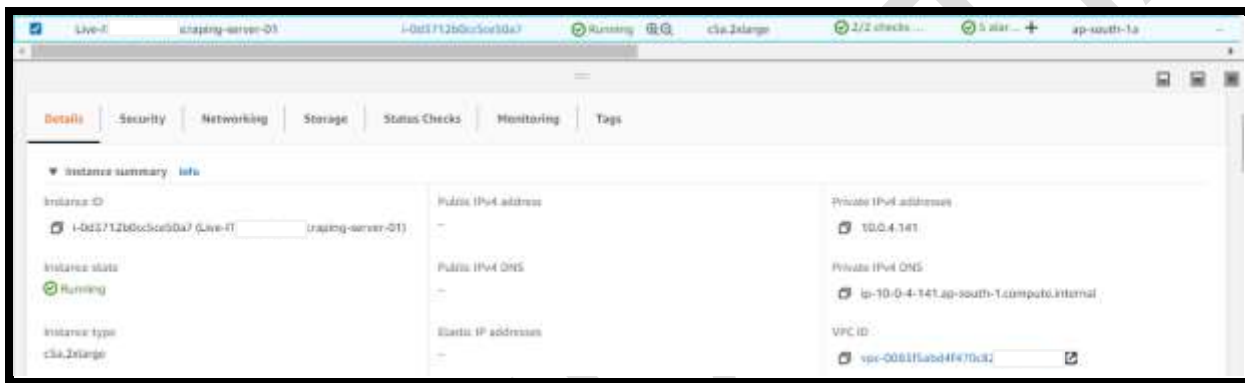 Live-F craping-server-01 Running c5a.2xlarge 2/2 checks ... 5 alar... + ap-south-1a –
Details Security Networking Storage Status Checks Monitoring Tags
▼ Instance summary Info
Instance ID Public IPv4 address Private IPv4 addresses
(Live-F craping-server-01) – 10.0.4.141
Instance state Public IPv4 DNS Private IPv4 DNS
Running – ip-10-0-4-141.ap-south-1.compute.internal
Instance type Elastic IP addresses VPC ID
c5a.2xlarge –